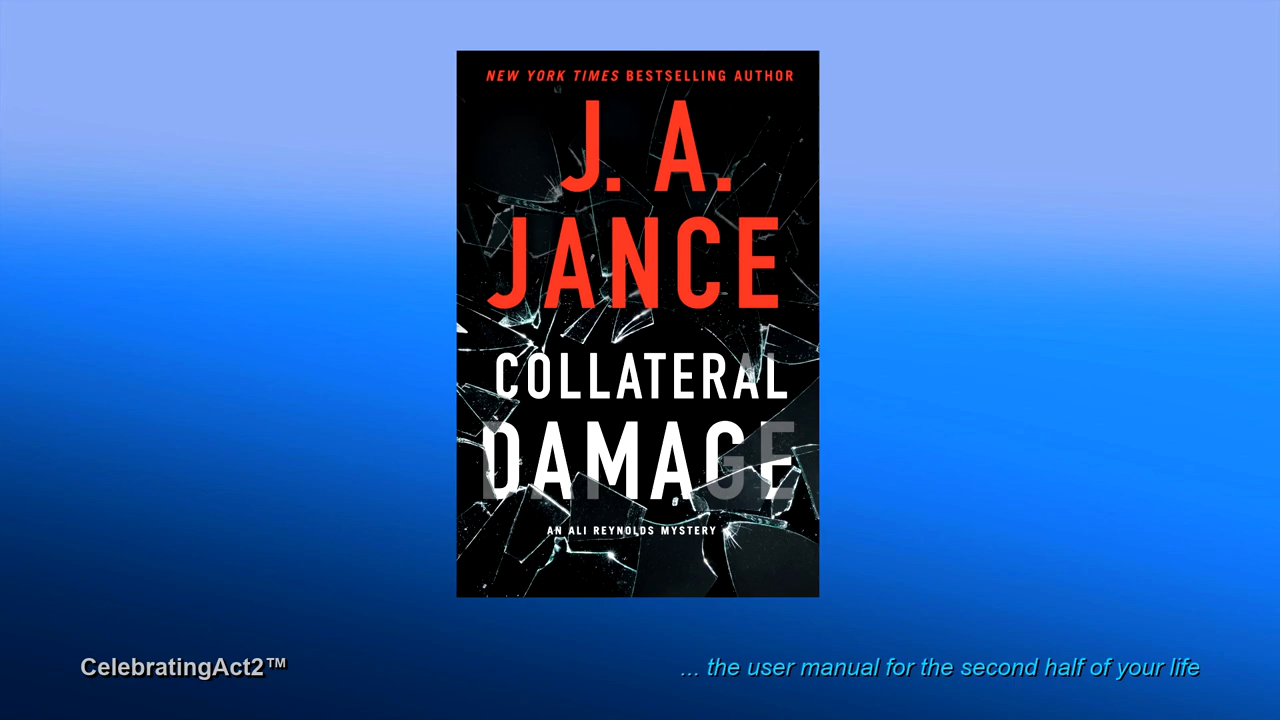 NEW YORK TIMES BESTSELLING AUTHOR
J. A.
JANCE
COLLATERAL
DAMAGE
AN ALI REYNOLDS MYSTERY
CelebratingAct2™
... the user manual for the second half of your life